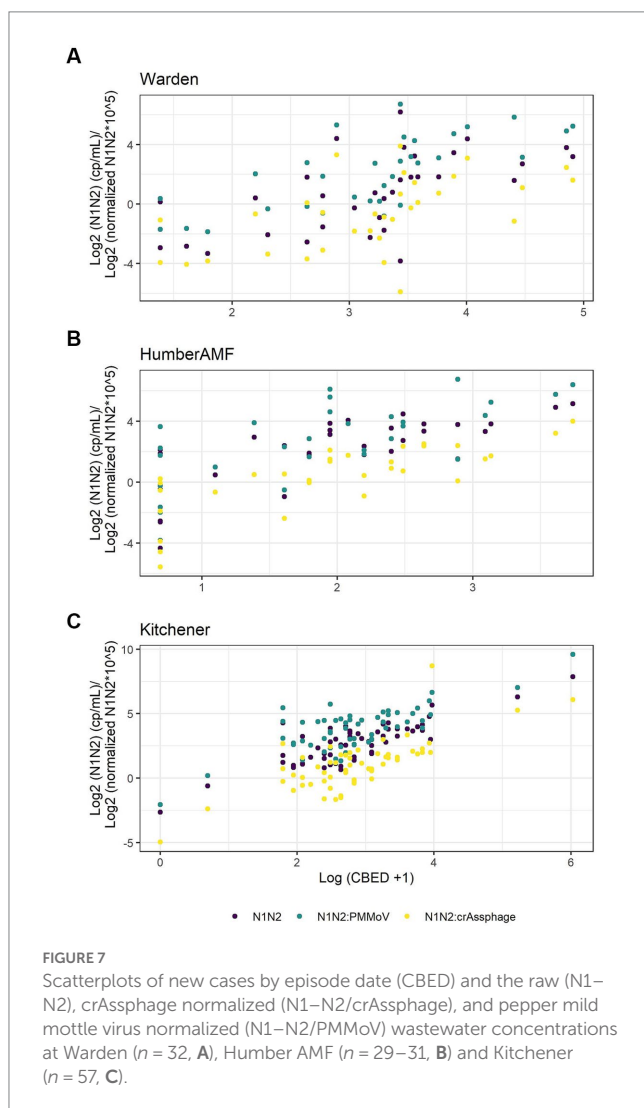 A
Warden
Log2 (N1N2) (cp/mL)/
Log2 (normalized N1N2*10^5)
4
0
-4
2
3
4
5
B
HumberAMF
Log2 (N1N2) (cp/mL)/
Log2 (normalized N1N2*10^5)
4
0
-4
1
2
3
C
Kitchener
Log2 (N1N2) (cp/mL)/
Log2 (normalized N1N2*10^5)
10
5
0
-5
0
2
4
6
Log (CBED +1)
N1N2 N1N2:PMMoV N1N2:crAssphage
FIGURE 7
Scatterplots of new cases by episode date (CBED) and the raw (N1–
N2), crAssphage normalized (N1–N2/crAssphage), and pepper mild
mottle virus normalized (N1–N2/PMMoV) wastewater concentrations
at Warden (n = 32, A), Humber AMF (n = 29–31, B) and Kitchener
(n = 57, C).